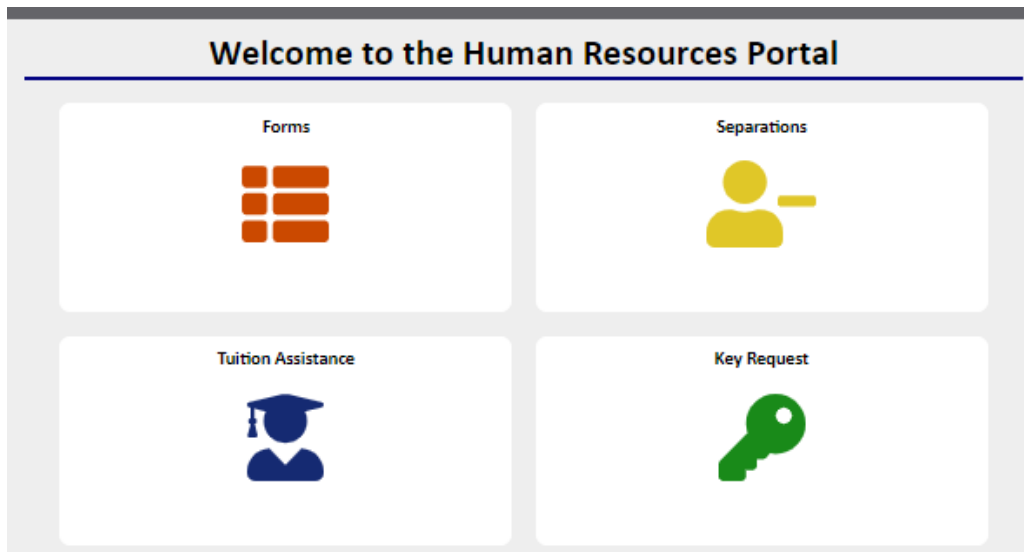 Welcome to the Human Resources Portal
Forms
Separations
Tuition Assistance
Key Request